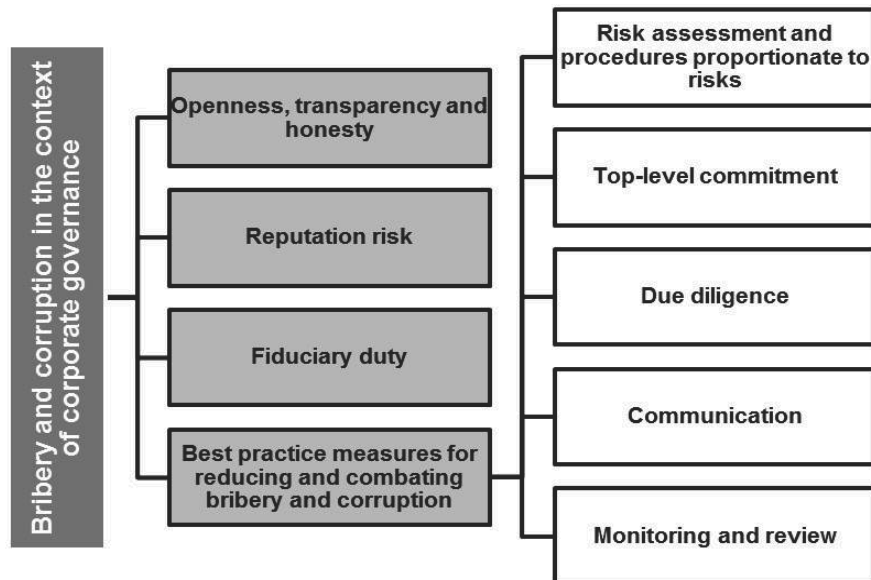 Bribery and corruption in the context
of corporate governance
Openness, transparency and
honesty
Reputation risk
Fiduciary duty
Best practice measures for
reducing and combating
bribery and corruption
Risk assessment and
procedures proportionate to
risks
Top-level commitment
Due diligence
Communication
Monitoring and review